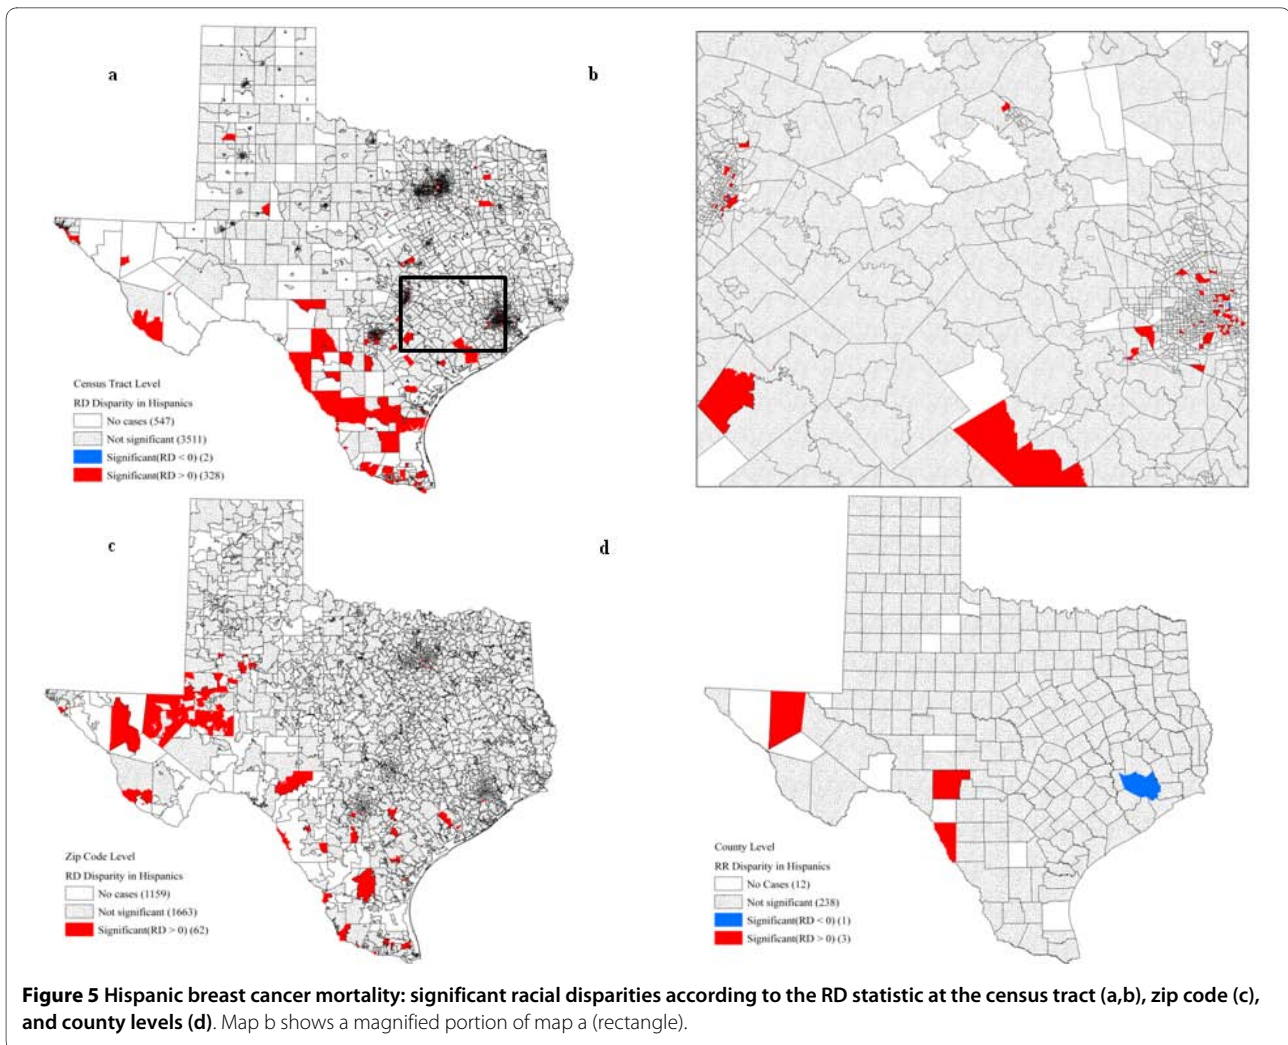 a
b
Census Tract Level
RD Disparity in Hispanics
No cases (547)
Not significant (3511)
Significant(RD < 0) (2)
Significant(RD > 0) (328)
c
d
Zip Code Level
RD Disparity in Hispanics
No cases (1159)
Not significant (1663)
Significant(RD > 0) (62)
County Level
RR Disparity in Hispanics
No Cases (12)
Not significant (238)
Significant(RD < 0) (1)
Significant(RD > 0) (3)
Figure 5 Hispanic breast cancer mortality: significant racial disparities according to the RD statistic at the census tract (a,b), zip code (c),
and county levels (d). Map b shows a magnified portion of map a (rectangle).